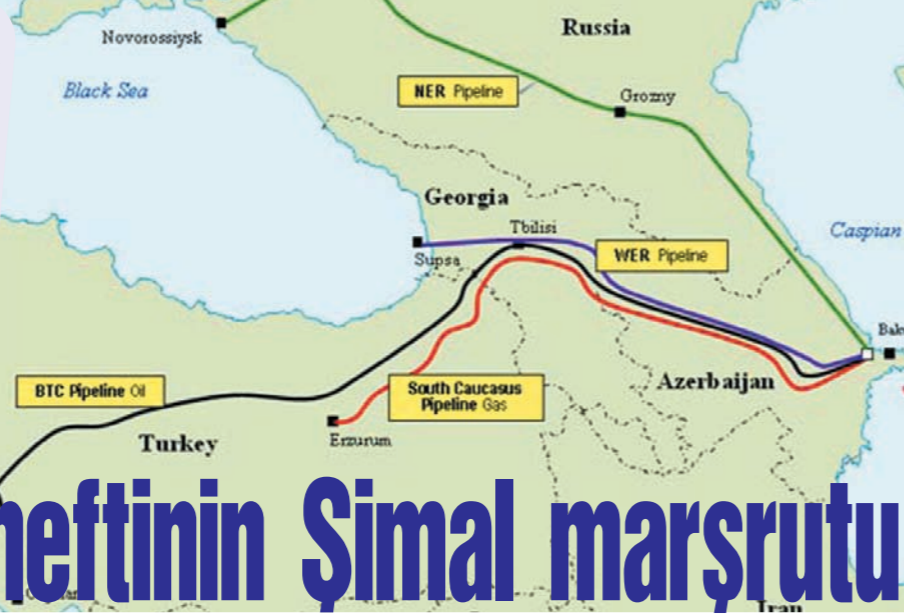 Russia
Novorossiysk
Black Sea
NER Pipeline
Grozny
Georgia
Tbilisi
Caspian
Supsa
WER Pipeline
Bak
BTC Pipeline Oil
South Caucasus
Pipeline Gas
Azerbaijan
Erzurum
Turkey
neftinin Şimal marşrutu
Iran